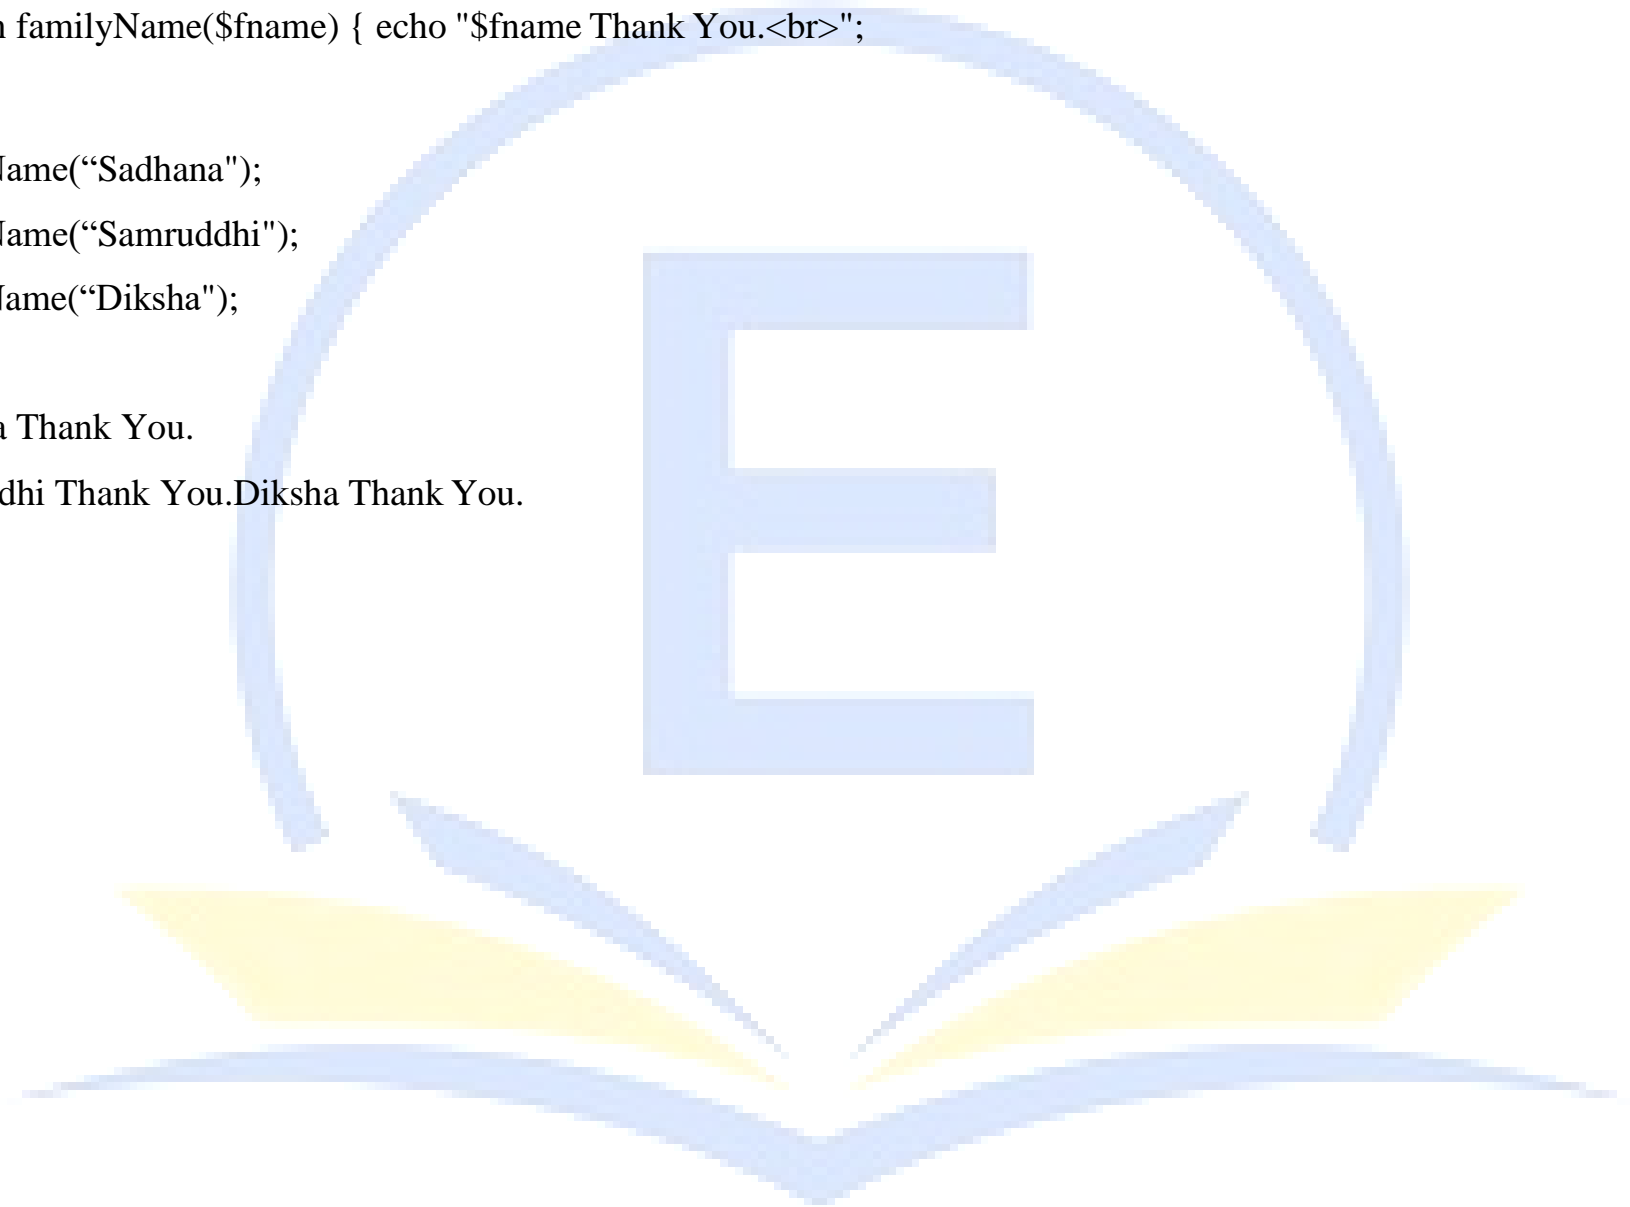 n familyName($fname) { echo "$fname Thank You.<br>";
Name(“Sadhana");
Name(“Samruddhi");
Name(“Diksha");
a Thank You.
dhi Thank You.Diksha Thank You.
E